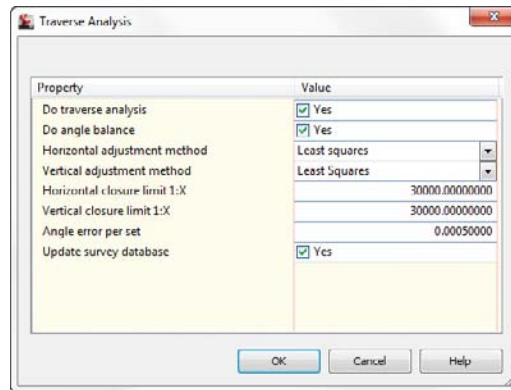 Traverse Analysis
Property Value
Do traverse analysis Yes
Do angle balance Yes
Horizontal adjustment method Least squares
Vertical adjustment method Least Squares
Horizontal closure limit 1:X 30000.00000000
Vertical closure limit 1:X 30000.00000000
Angle error per set 0.00050000
Update survey database Yes
OK Cancel Help